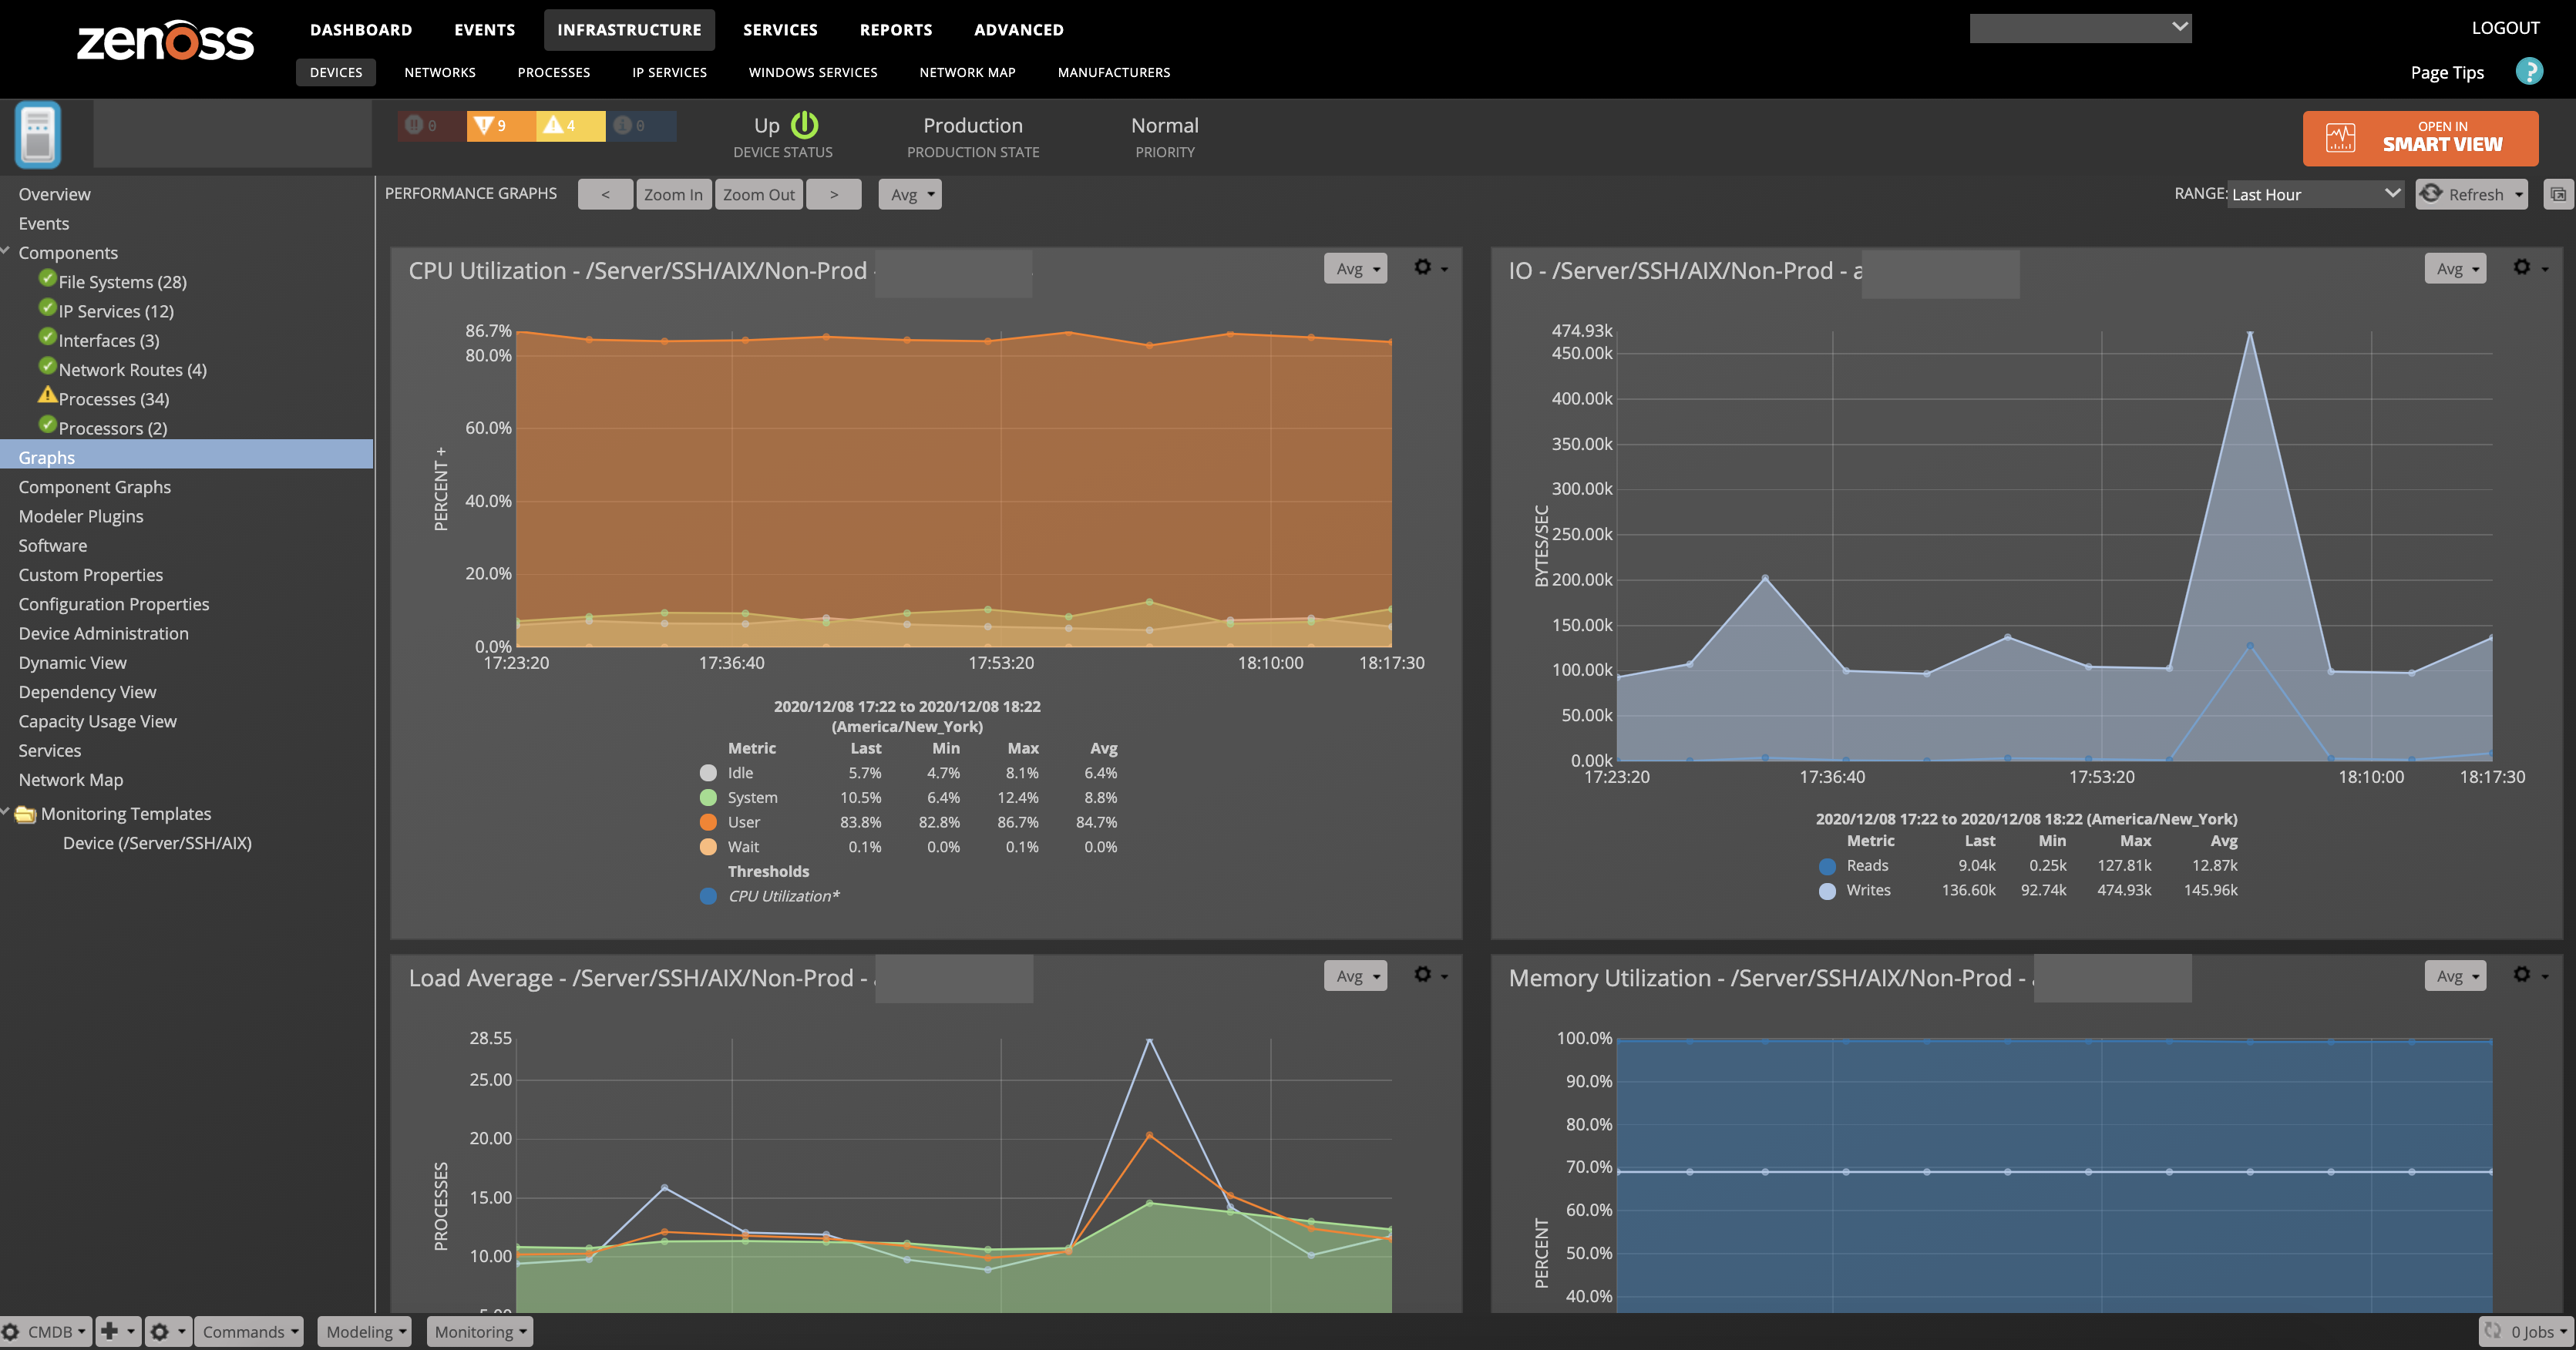 zenoss
DASHBOARD EVENTS INFRASTRUCTURE SERVICES REPORTS ADVANCED
LOGOUT
DEVICES NETWORKS PROCESSES IP SERVICES WINDOWS SERVICES NETWORK MAP MANUFACTURERS
Page Tips ?
0 9 4 0
Up
DEVICE STATUS
Production
PRODUCTION STATE
Normal
PRIORITY
OPEN IN
SMART VIEW
Overview
Events
Components
File Systems (28)
IP Services (12)
Interfaces (3)
Network Routes (4)
Processes (34)
Processors (2)
Graphs
Component Graphs
Modeler Plugins
Software
Custom Properties
Configuration Properties
Device Administration
Dynamic View
Dependency View
Capacity Usage View
Services
Network Map
Monitoring Templates
Device (/Server/SSH/AIX)
PERFORMANCE GRAPHS < Zoom In Zoom Out > Avg
RANGE: Last Hour Refresh
CPU Utilization - /Server/SSH/AIX/Non-Prod -
Avg
86.7%
80.0%
60.0%
40.0%
20.0%
0.0%
PERCENT +
17:23:20 17:36:40 17:53:20 18:10:00 18:17:30
2020/12/08 17:22 to 2020/12/08 18:22
(America/New_York)
Metric Last Min Max Avg
Idle 5.7% 4.7% 8.1% 6.4%
System 10.5% 6.4% 12.4% 8.8%
User 83.8% 82.8% 86.7% 84.7%
Wait 0.1% 0.0% 0.1% 0.0%
Thresholds
CPU Utilization*
IO - /Server/SSH/AIX/Non-Prod - a
Avg
474.93k
450.00k
400.00k
350.00k
300.00k
250.00k
200.00k
150.00k
100.00k
50.00k
0.00k
BYTES/SEC
17:23:20 17:36:40 17:53:20 18:10:00 18:17:30
2020/12/08 17:22 to 2020/12/08 18:22 (America/New_York)
Metric Last Min Max Avg
Reads 9.04k 0.25k 127.81k 12.87k
Writes 136.60k 92.74k 474.93k 145.96k
Load Average - /Server/SSH/AIX/Non-Prod -
Avg
28.55
25.00
20.00
15.00
10.00
PROCESSES
Memory Utilization - /Server/SSH/AIX/Non-Prod -
Avg
100.0%
90.0%
80.0%
70.0%
60.0%
50.0%
40.0%
PERCENT
CMDB Commands Modeling Monitoring
0 Jobs